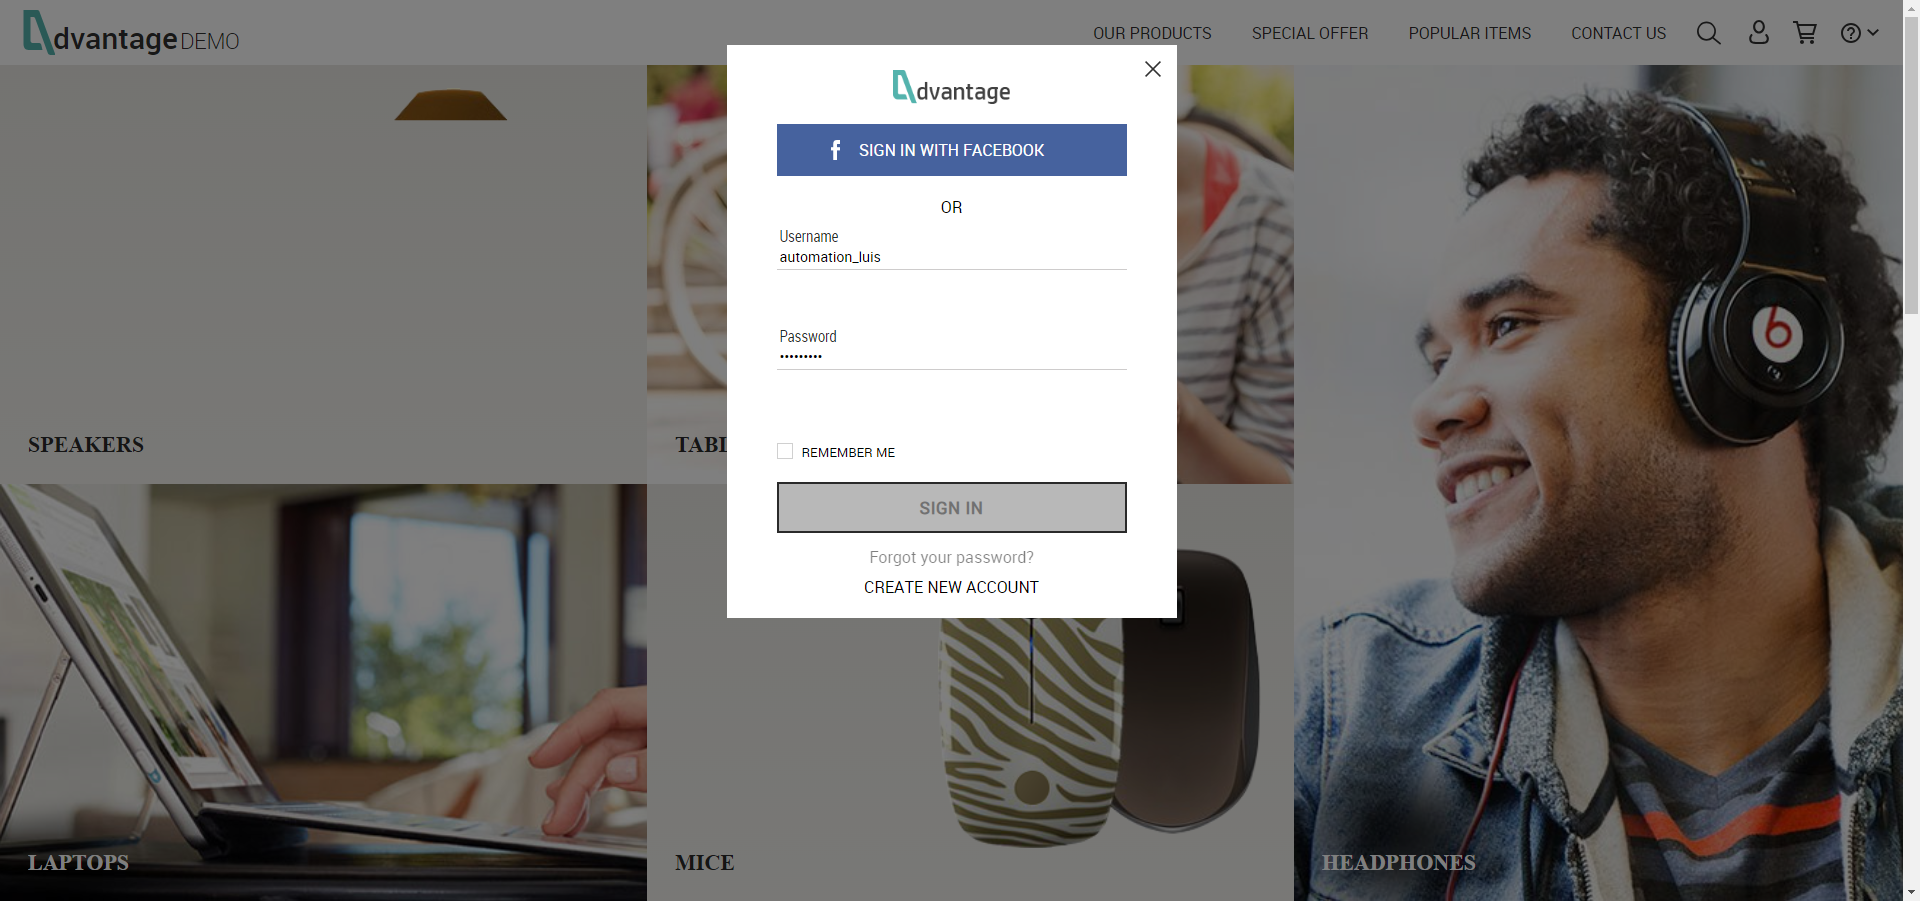 dvantage DEMO
OUR PRODUCTS
SPECIAL OFFER
POPULAR ITEMS
CONTACT US
dvantage
SIGN IN WITH FACEBOOK
OR
Username
automation_luis
Password
•••••••••
REMEMBER ME
SIGN IN
Forgot your password?
CREATE NEW ACCOUNT
SPEAKERS
TABL
LAPTOPS
MICE
HEADPHONES